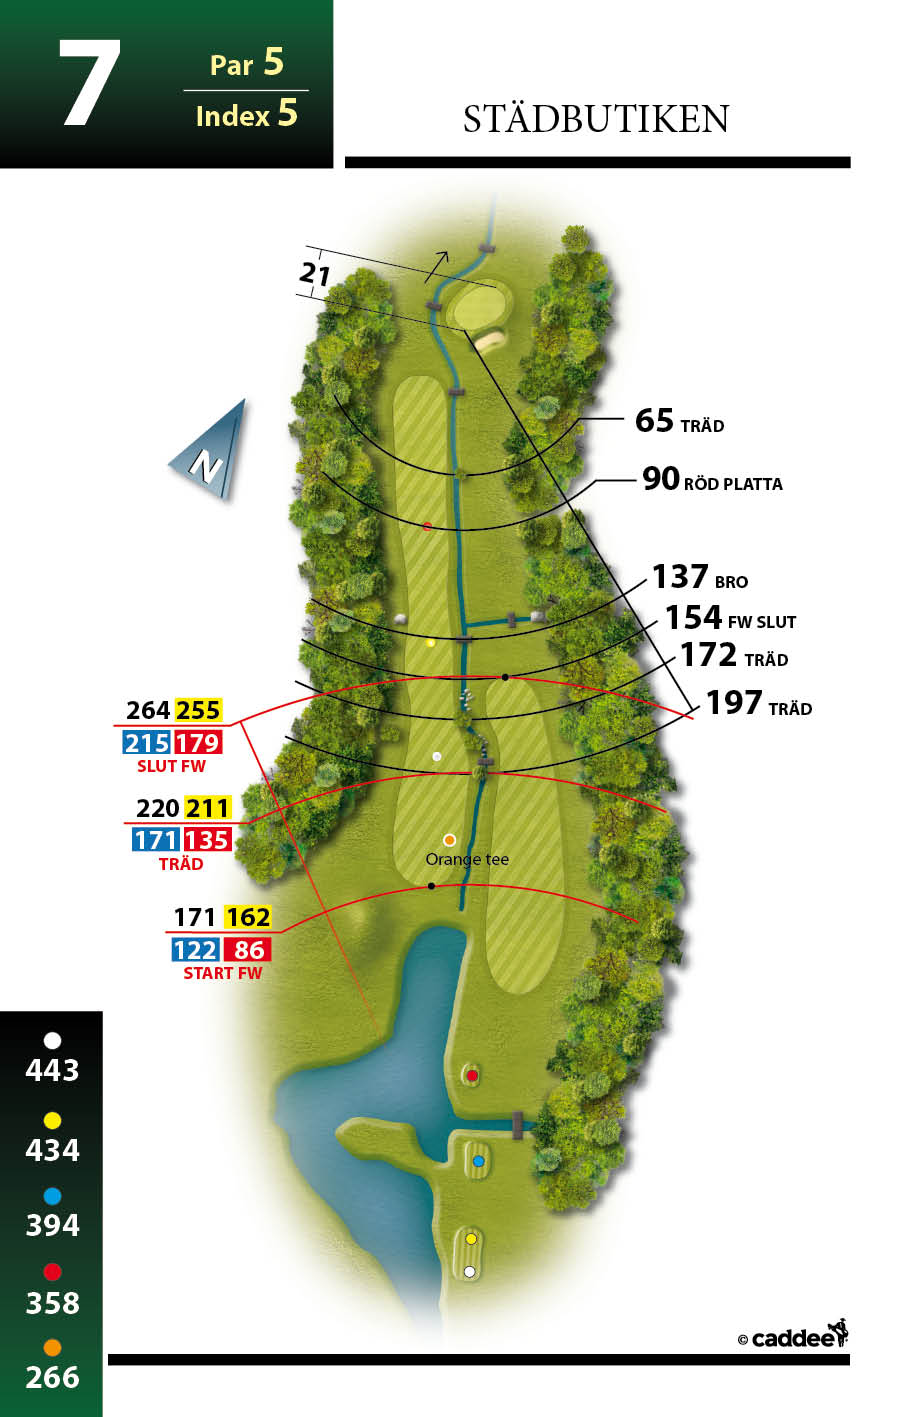 7
Par 5
Index 5
STÄDBUTIKEN
21
N
65 TRÄD
90 RÖD PLATTA
137 BRO
154 FW SLUT
172 TRÄD
197 TRÄD
264 255
215 179
SLUT FW
220 211
171 135
TRÄD
Orange tee
171 162
122 86
START FW
443
434
394
358
266
© caddee